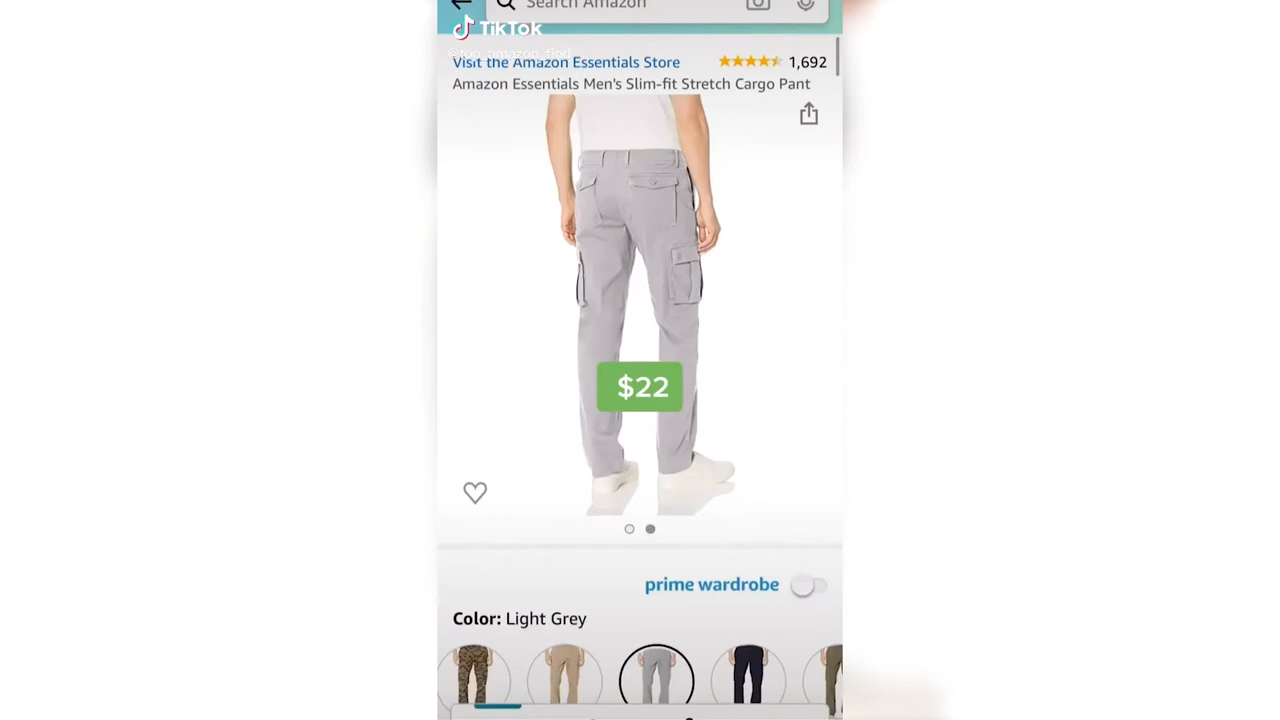 Search Amazon
TikTok
@top_amazon_find
Visit the Amazon Essentials Store
1,692
Amazon Essentials Men's Slim-fit Stretch Cargo Pant
$22
prime wardrobe
Color: Light Grey